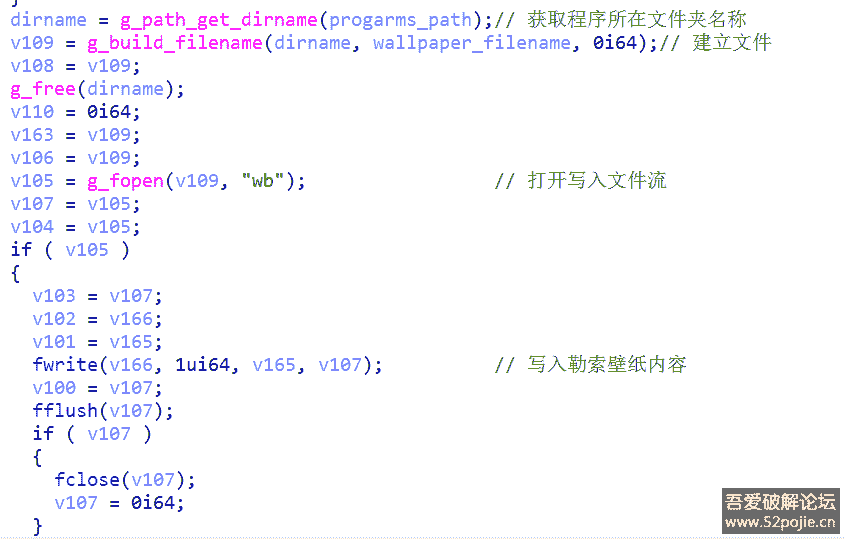 }
dirname = g_path_get_dirname(progarms_path);// 获取程序所在文件夹名称
v109 = g_build_filename(dirname, wallpaper_filename, 0i64);// 建立文件
v108 = v109;
g_free(dirname);
v110 = 0i64;
v163 = v109;
v106 = v109;
v105 = g_fopen(v109, "wb"); // 打开写入文件流
v107 = v105;
v104 = v105;
if ( v105 )
{
v103 = v107;
v102 = v166;
v101 = v165;
fwrite(v166, 1ui64, v165, v107); // 写入勒索壁纸内容
v100 = v107;
fflush(v107);
if ( v107 )
{
fclose(v107);
v107 = 0i64;
}
吾爱破解论坛
www.52pojie.cn